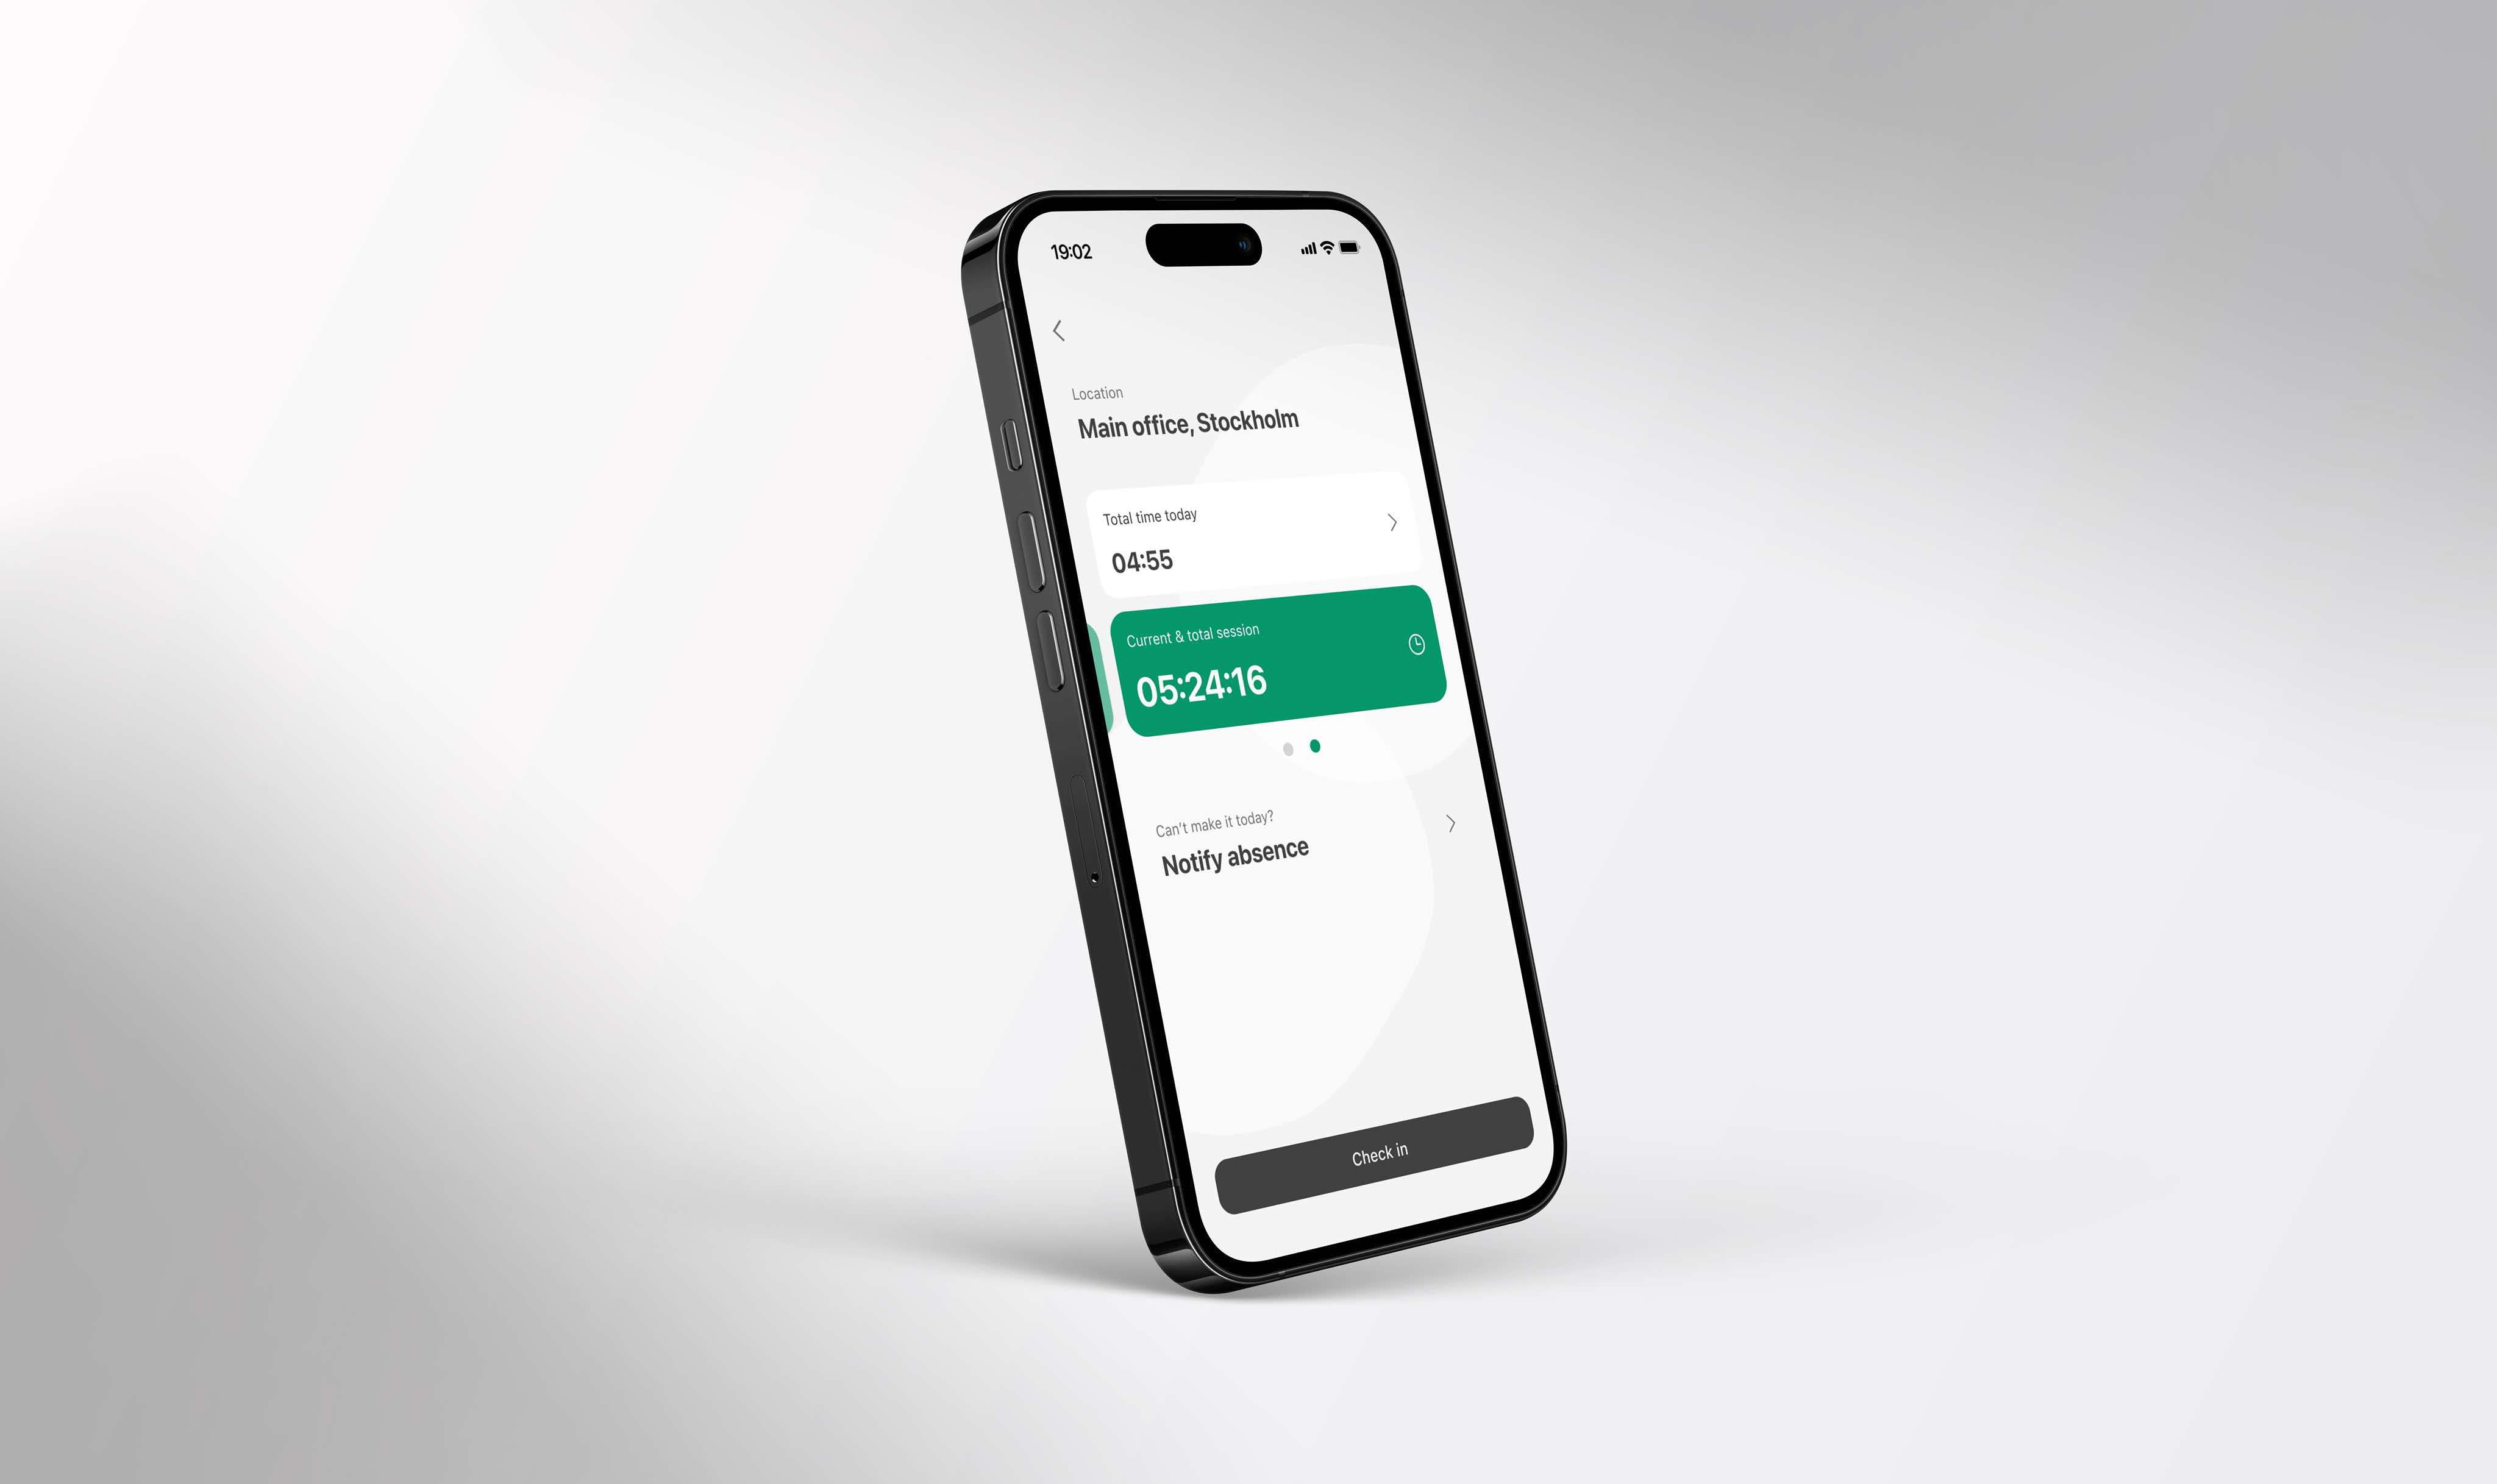 19:02
Location
Main office, Stockholm
Total time today
04:55
Current & total session
05:24:16
Can't make it today?
Notify absence
Check in